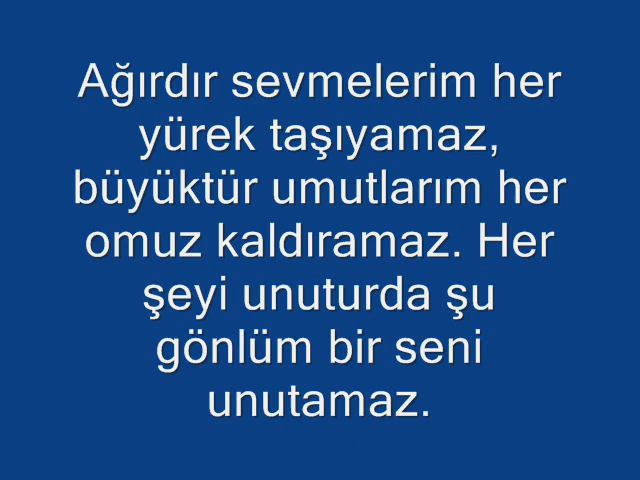 Ağırdır sevmelerim her
yürek taşıyamaz,
büyüktür umutlarım her
omuz kaldıramaz. Her
şeyi unuturda şu
gönlüm bir seni
unutamaz.